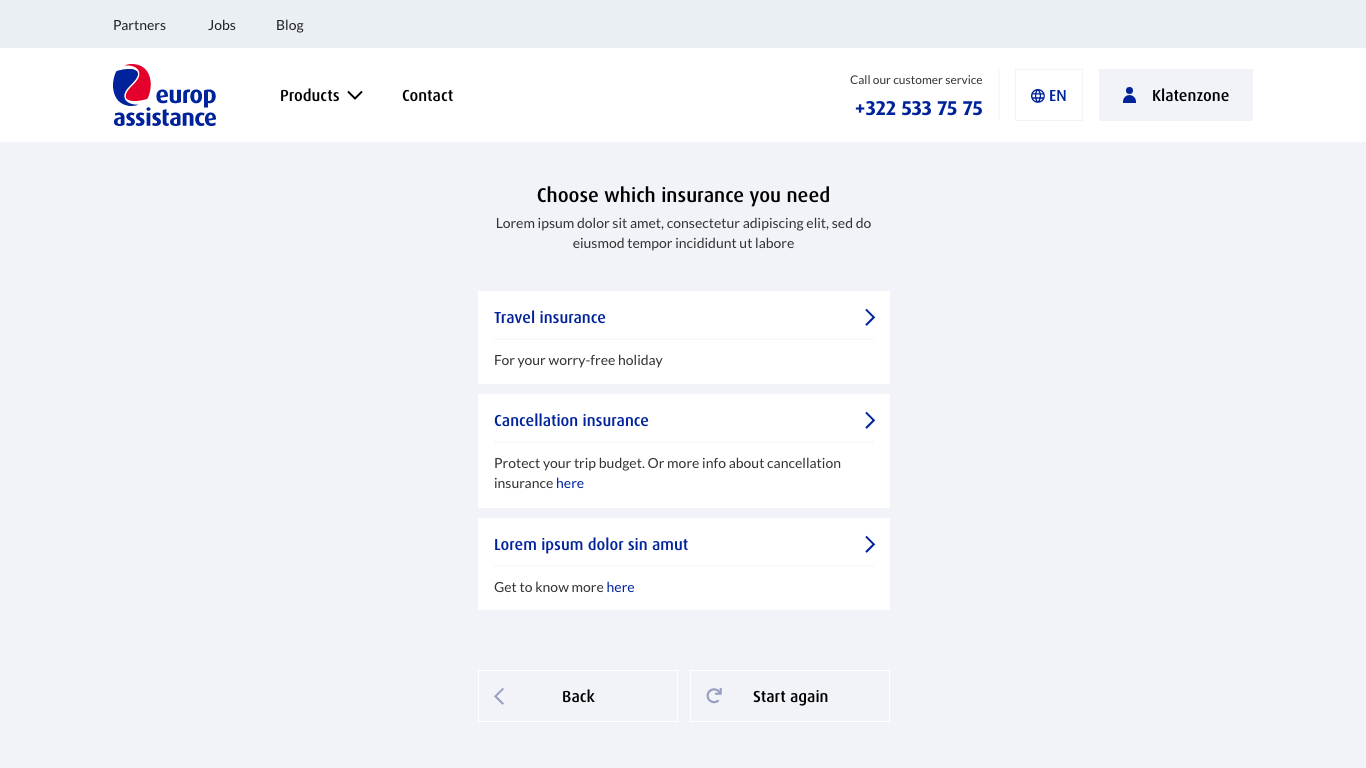 Partners Jobs Blog
europ
assistance
Products Contact
Call our customer service
+322 533 75 75
EN
Klatenzone
Choose which insurance you need
Lorem ipsum dolor sit amet, consectetur adipiscing elit, sed do
eiusmod tempor incididunt ut labore
Travel insurance
For your worry-free holiday
Cancellation insurance
Protect your trip budget. Or more info about cancellation
insurance here
Lorem ipsum dolor sin amut
Get to know more here
Back
Start again